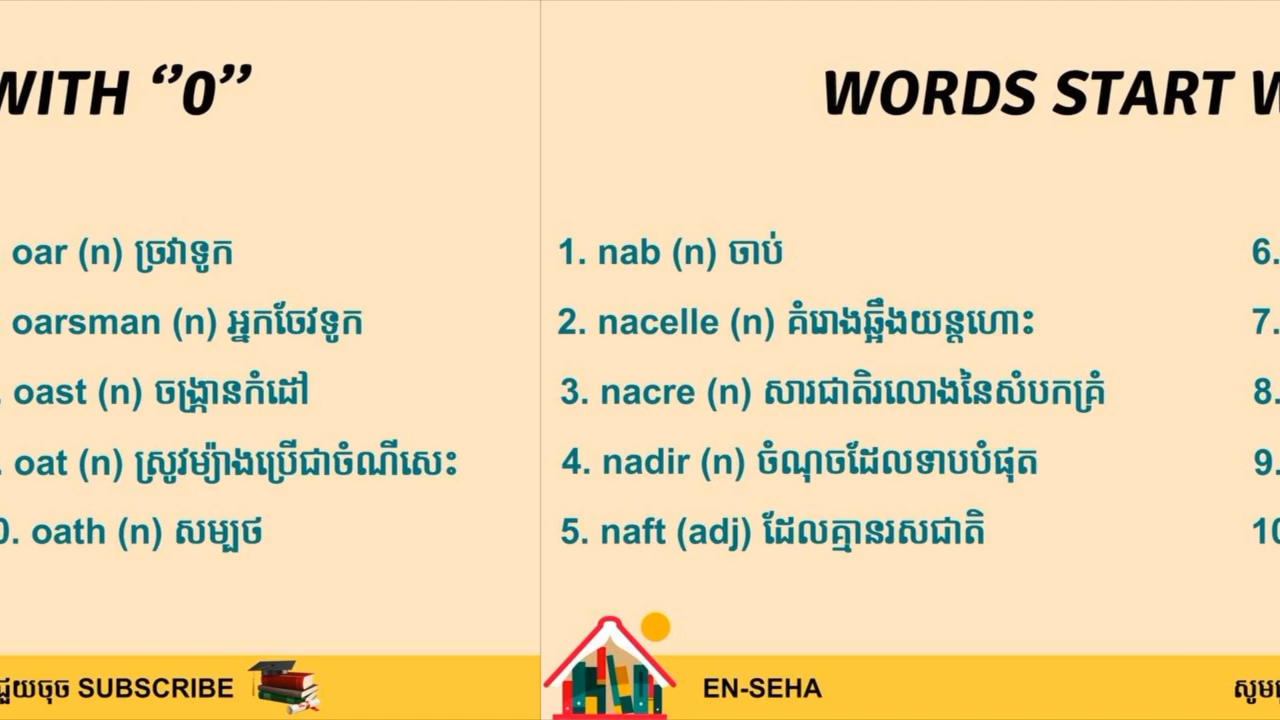 WITH ‘’0’’
oar (n) ច្រវាទូក
oarsman (n) អ្នកចែវទូក
oast (n) ចង្ក្រានកំដៅ
oat (n) ស្រូវម្យ៉ាងប្រើជាចំណីសេះ
0. oath (n) សម្បថ
SUBSCRIBE
WORDS START
1. nab (n) ចាប់
2. nacelle (n) គំរោងឆ្អឹងយន្តហោះ
3. nacre (n) សារជាតិរលោងនៃសំបកគ្រំ
4. nadir (n) ចំណុចដែលទាបបំផុត
5. naft (adj) ដែលគ្មានរសជាតិ
6.
7.
8.
9.
10
EN-SEHA